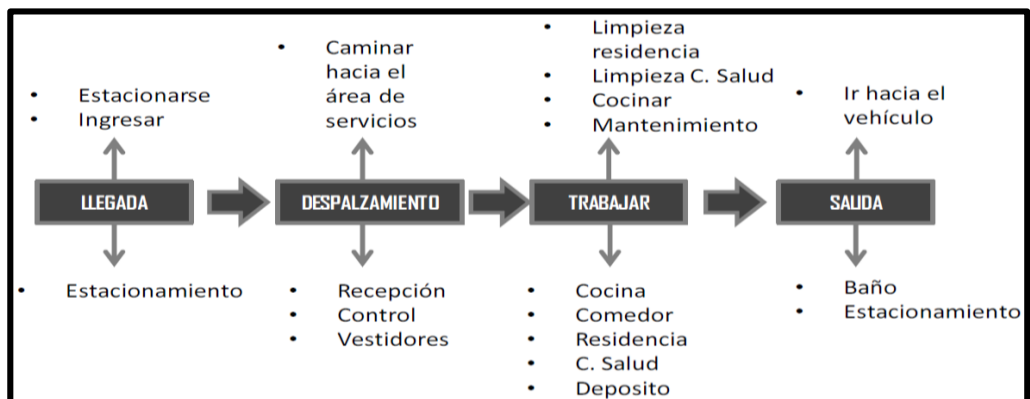 • Estacionarse
• Ingresar
• Caminar
hacia el
área de
servicios
• Limpieza
residencia
• Limpieza C. Salud
• Cocinar
• Mantenimiento
• Ir hacia el
vehículo
LLEGADA
DESPALZAMIENTO
TRABAJAR
SALIDA
• Estacionamiento
• Recepción
• Control
• Vestidores
• Cocina
• Comedor
• Residencia
• C. Salud
• Deposito
• Baño
• Estacionamiento